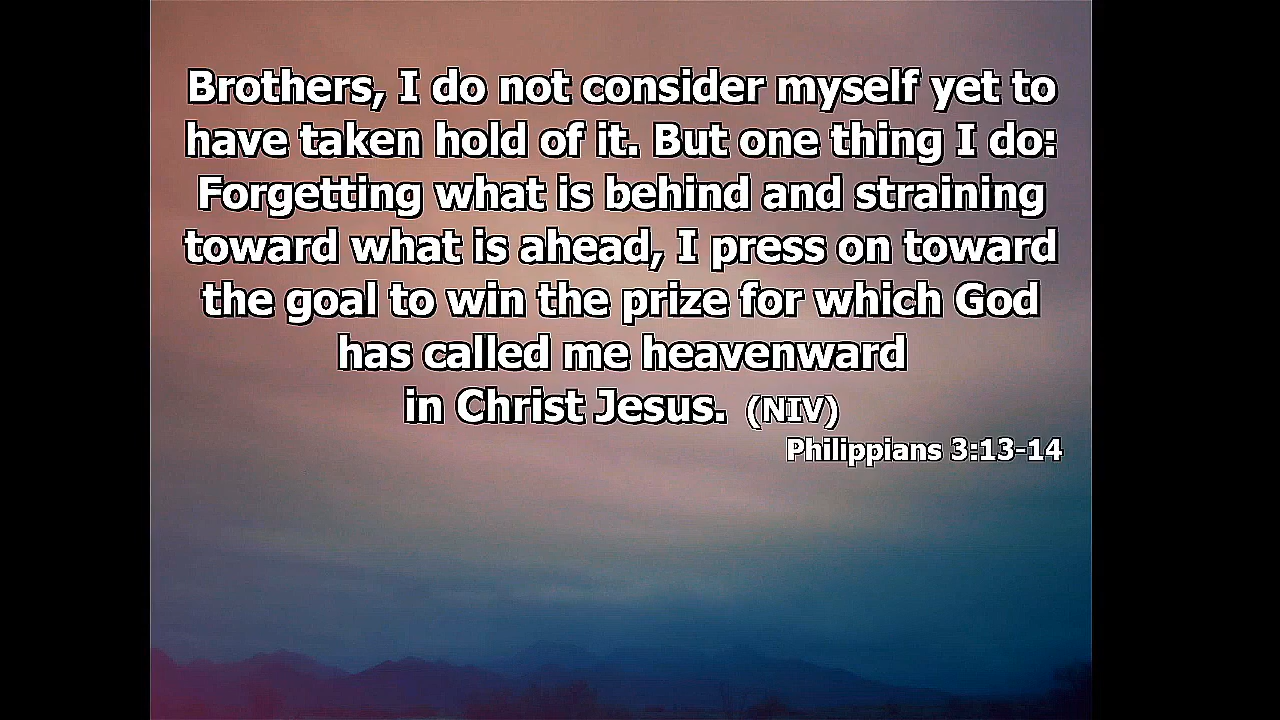 Brothers, I do not consider myself yet to
have taken hold of it. But one thing I do:
Forgetting what is behind and straining
toward what is ahead, I press on toward
the goal to win the prize for which God
has called me heavenward
in Christ Jesus. (NIV)
Philippians 3:13-14